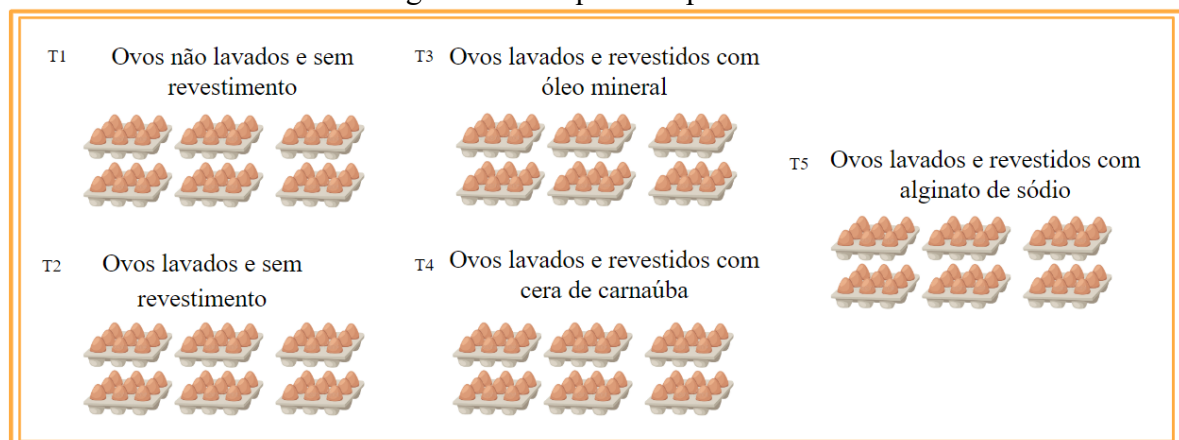 T1 Ovos não lavados e sem
revestimento
T2 Ovos lavados e sem
revestimento
T3 Ovos lavados e revestidos com
óleo mineral
T4 Ovos lavados e revestidos com
cera de carnaúba
T5 Ovos lavados e revestidos com
alginato de sódio